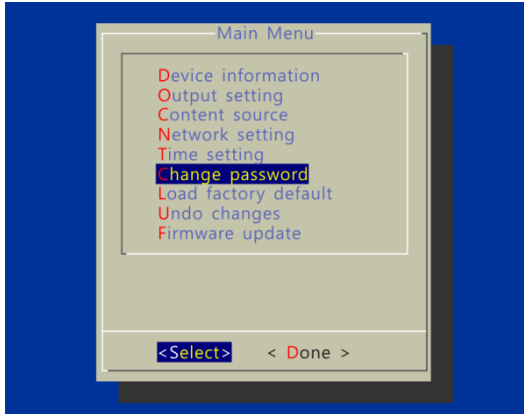 Main Menu
Device information
Output setting
Content source
Network setting
Time setting
Change password
Load factory default
Undo changes
Firmware update
<Select> < Done >